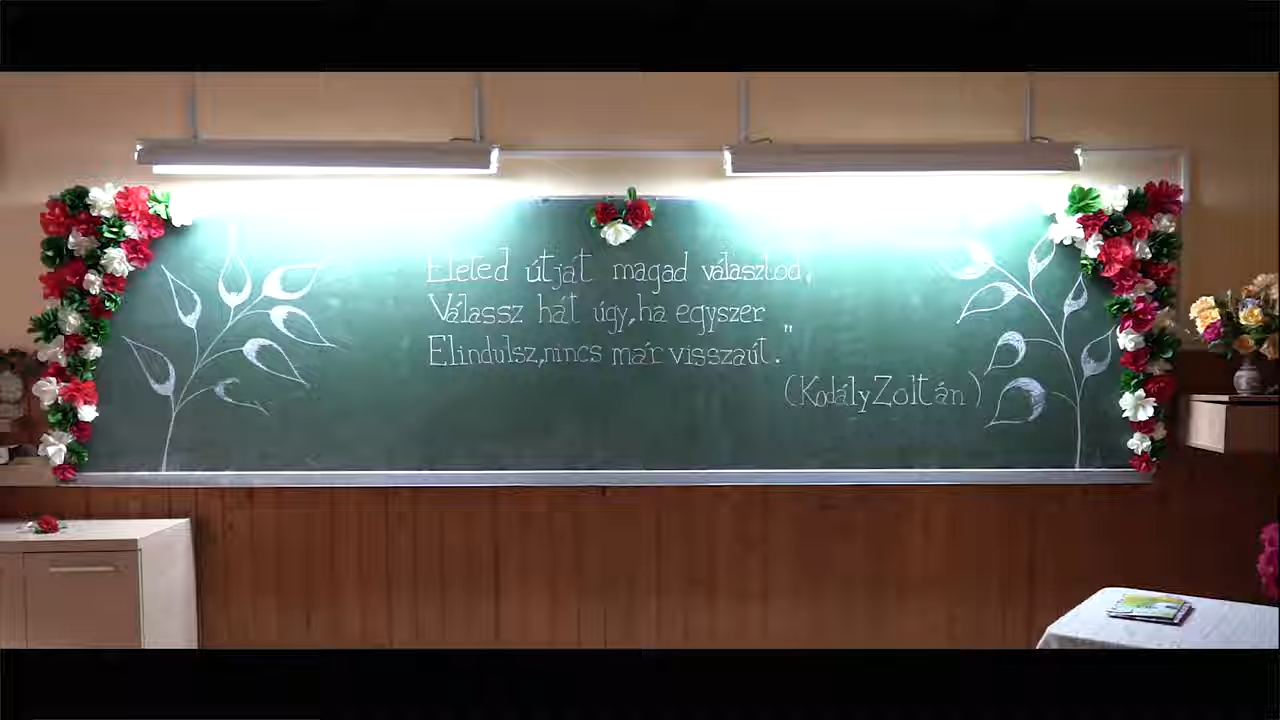 Életed útját magad választod,
Válassz hát úgy,ha egyszer
Elindulsz,nincs már visszaút."
(Kodály Zoltán)